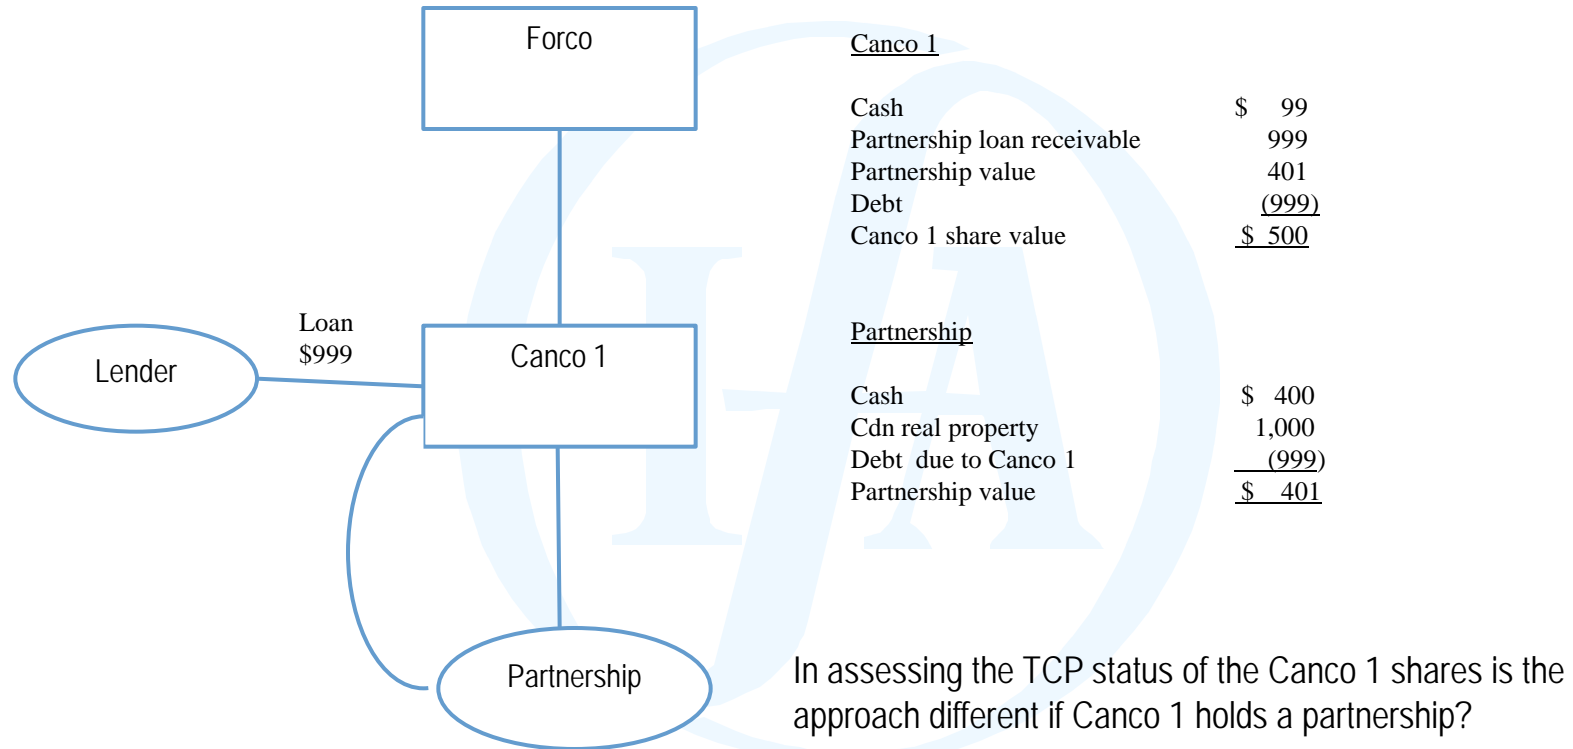 Forco
Canco 1
Cash $ 99
Partnership loan receivable 999
Partnership value 401
Debt (999)
Canco 1 share value $ 500
Loan
$999
Lender
Canco 1
Partnership
Cash $ 400
Cdn real property 1,000
Debt due to Canco 1 (999)
Partnership value $ 401
Partnership
In assessing the TCP status of the Canco 1 shares is the
approach different if Canco 1 holds a partnership?
IFA